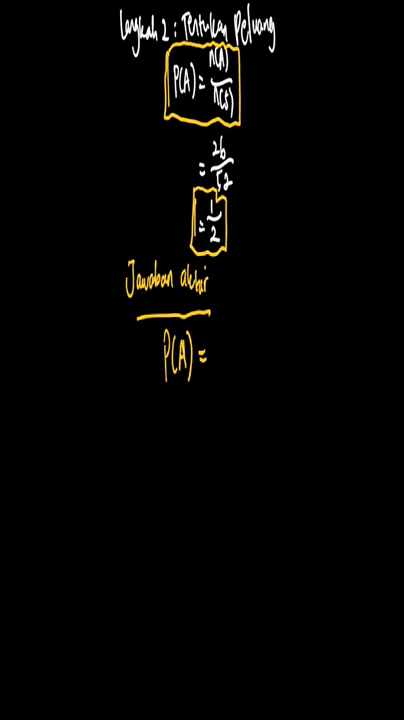 Langkah 2 : Tentukan Peluang
P(A) = n(A)/n(S)
= 26/52
= 1/2
Jawaban akhir
P(A) =